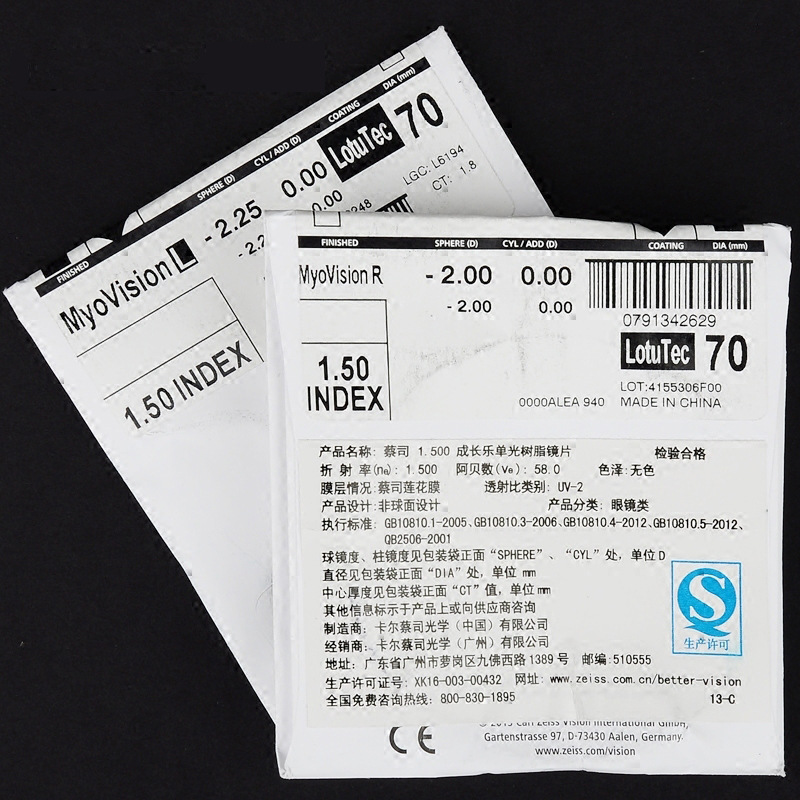 FINISHED SPHERE (D) CYL / ADD (D) COATING DIA (mm)
MyoVision L - 2.25 0.00 LotuTec 70
0.00
LGC: L6194
CT: 1.8
1.50 INDEX
FINISHED SPHERE (D) CYL / ADD (D) COATING DIA (mm)
MyoVision R - 2.00 0.00
- 2.00 0.00
0791342629
LotuTec 70
1.50
INDEX
LOT:4155306F00
0000ALEA 940 MADE IN CHINA
产品名称: 蔡司 1.500 成长乐单光树脂镜片 检验合格
折 射 率(nₑ): 1.500 阿贝数(Ve): 58.0 色泽:无色
膜层情况:蔡司莲花膜 透射比类别: UV-2
产品设计:非球面设计 产品分类: 眼镜类
执行标准: GB10810.1-2005、GB10810.3-2006、GB10810.4-2012、GB10810.5-2012、
QB2506-2001
球镜度、柱镜度见包装袋正面“SPHERE”、“CYL”处, 单位 D
直径见包装袋正面“DIA”处, 单位 mm
中心厚度见包装袋正面“CT”值, 单位 mm
其他信息标示于产品上或向供应商咨询
制造商: 卡尔蔡司光学(中国)有限公司
经销商: 卡尔蔡司光学(广州)有限公司
地址: 广东省广州市萝岗区九佛西路 1389 号 邮编:510555
生产许可证号: XK16-003-00432 网址: www.zeiss.com.cn/better-vision
全国免费咨询热线: 800-830-1895 13-C
生产许可
CE
© 2013 Carl Zeiss Vision International GmbH,
Gartenstrasse 97, D-73430 Aalen, Germany.
www.zeiss.com/vision